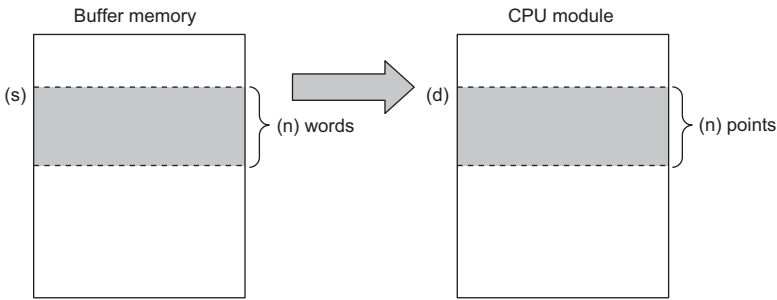 Buffer memory
CPU module
(s)
(n) words
(d)
(n) points